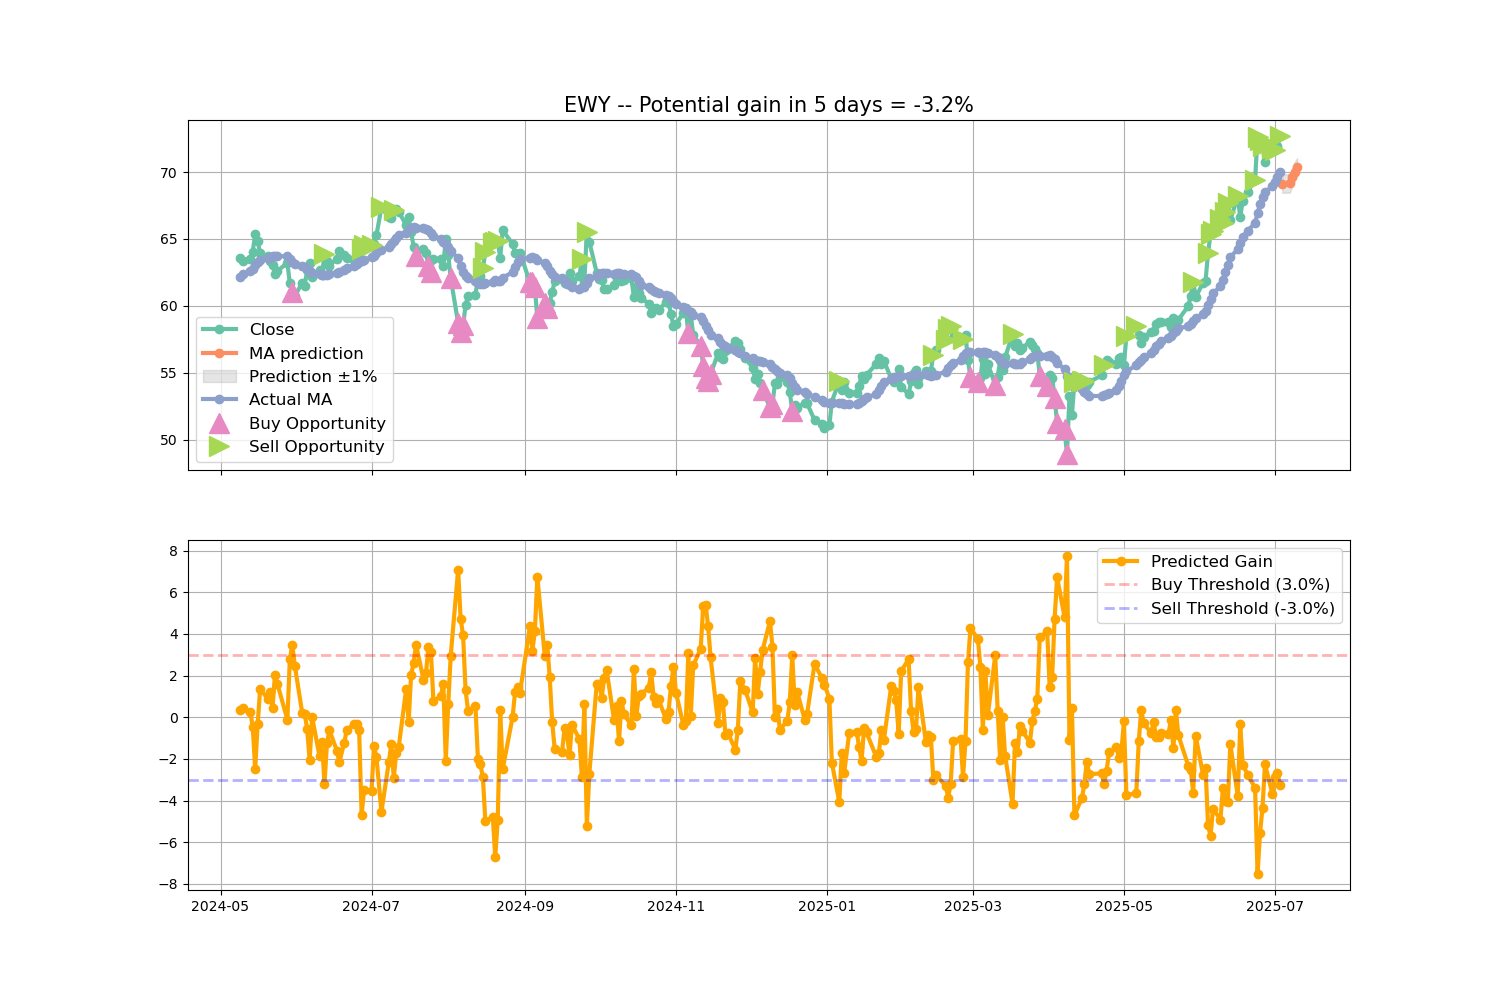 EWY -- Potential gain in 5 days = -3.2%
70
65
60
55
50
Close
MA prediction
Prediction ±1%
Actual MA
Buy Opportunity
Sell Opportunity
8
6
4
2
0
−2
−4
−6
−8
Predicted Gain
Buy Threshold (3.0%)
Sell Threshold (-3.0%)
2024-05 2024-07 2024-09 2024-11 2025-01 2025-03 2025-05 2025-07